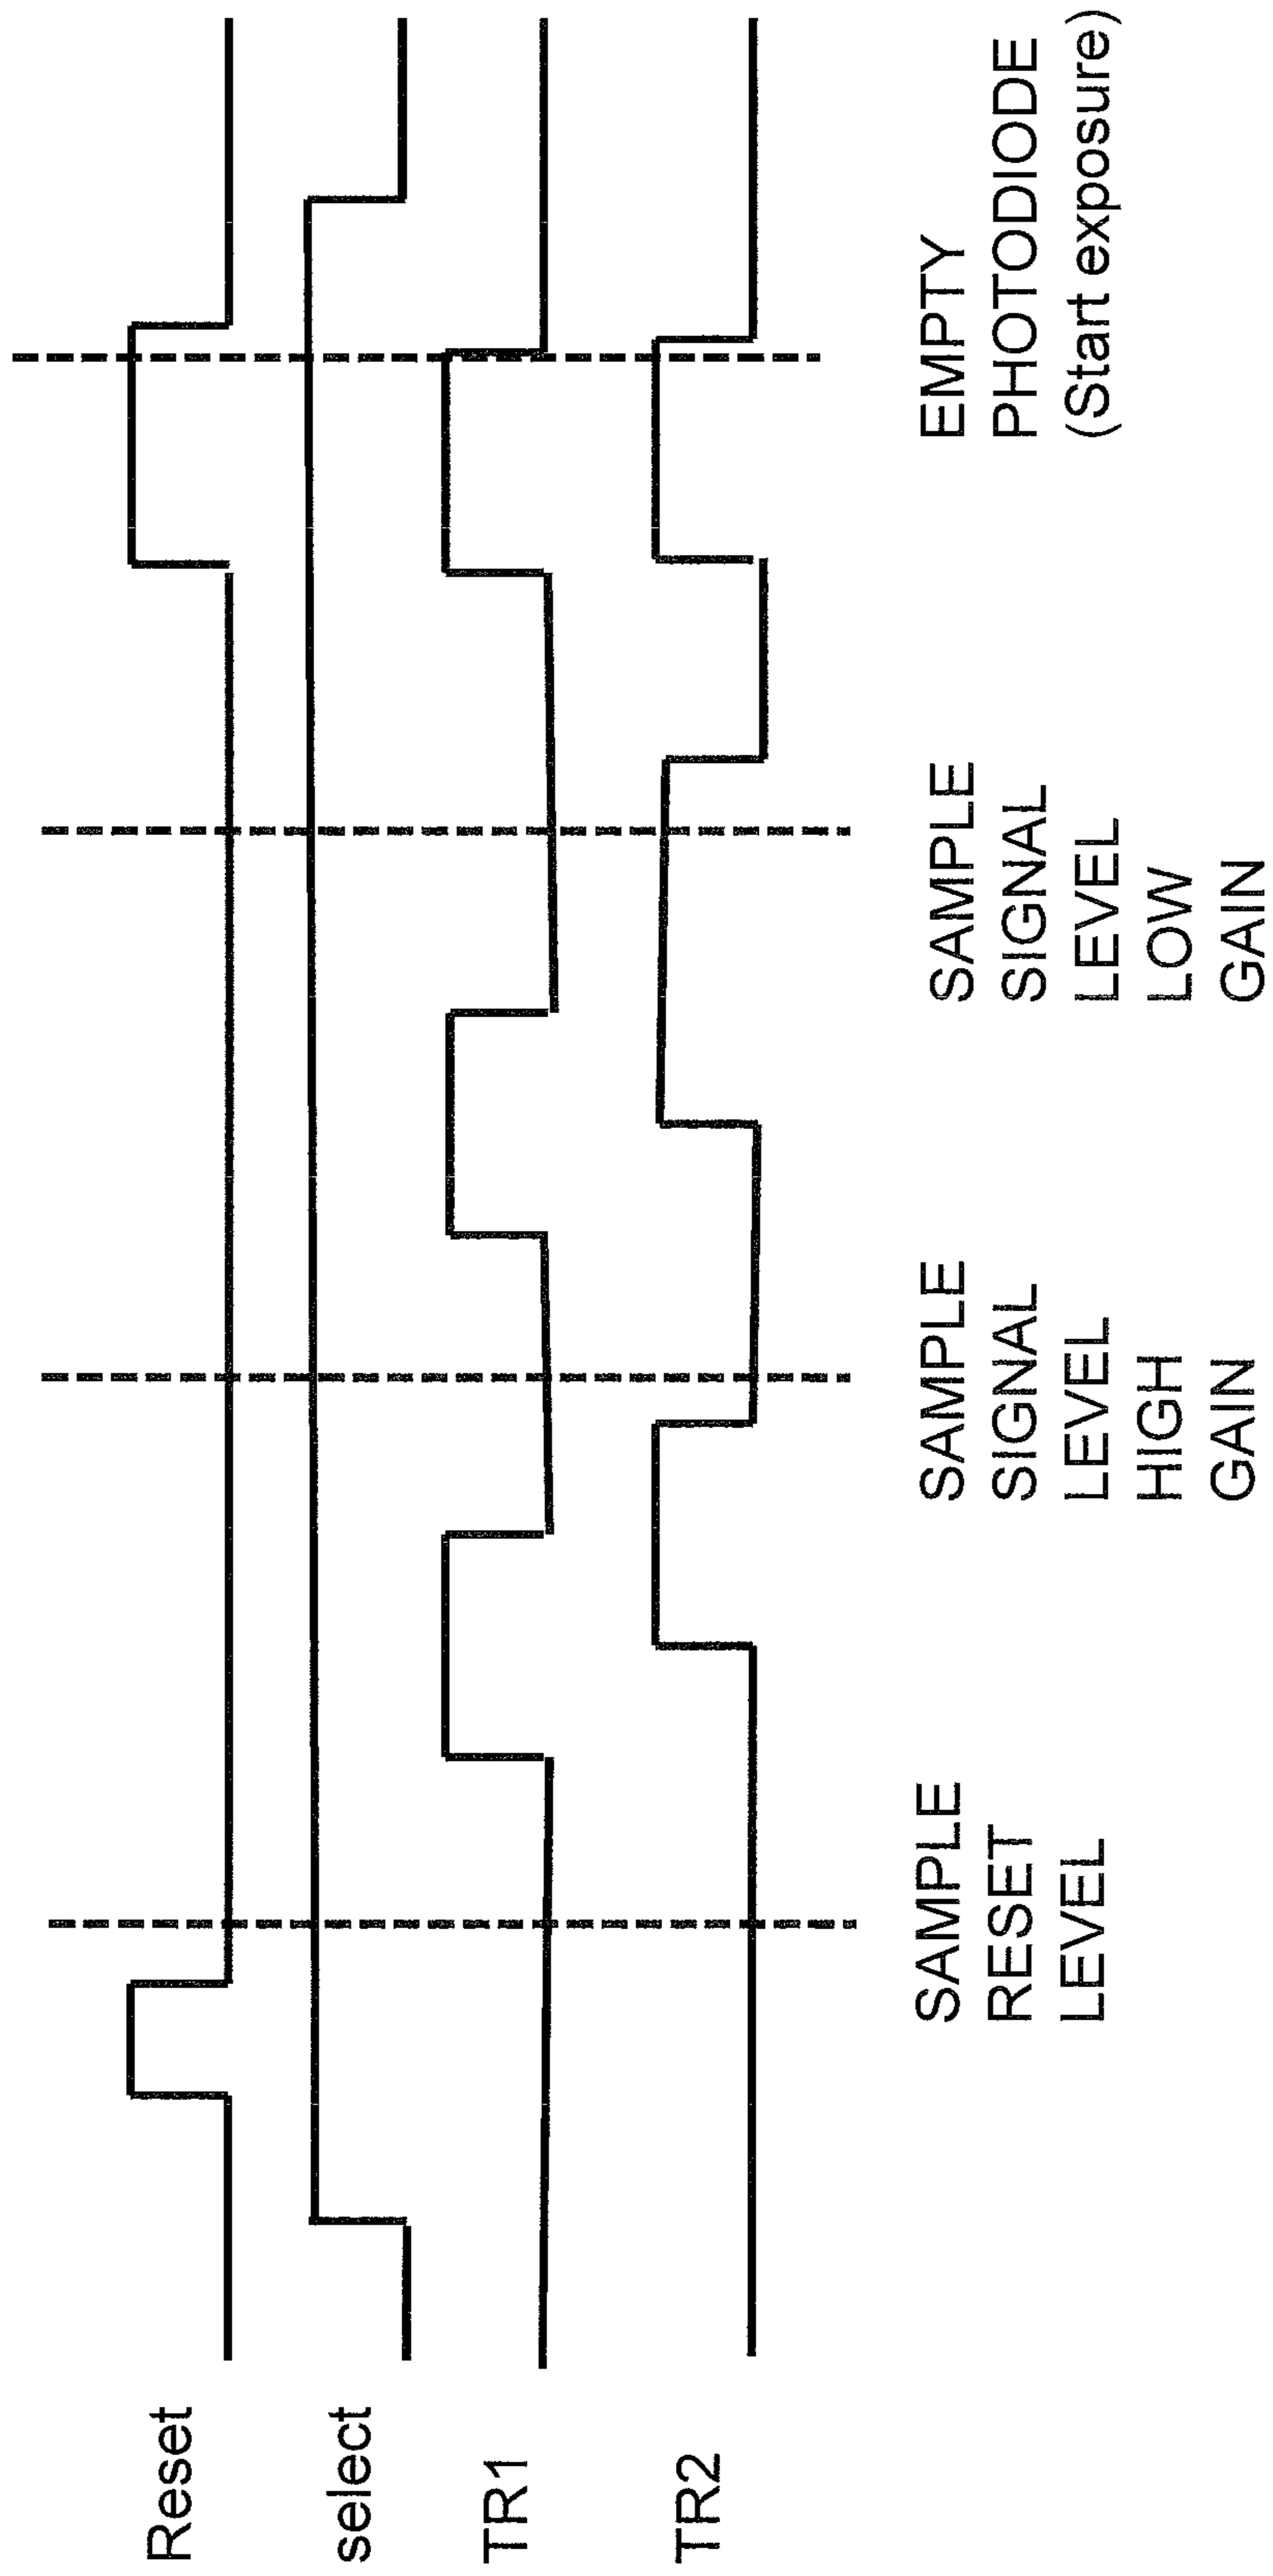 Reset
select
TR1
TR2
SAMPLE
RESET
LEVEL
SAMPLE
SIGNAL
LEVEL
HIGH
GAIN
SAMPLE
SIGNAL
LEVEL
LOW
GAIN
EMPTY
PHOTODIODE
(Start exposure)